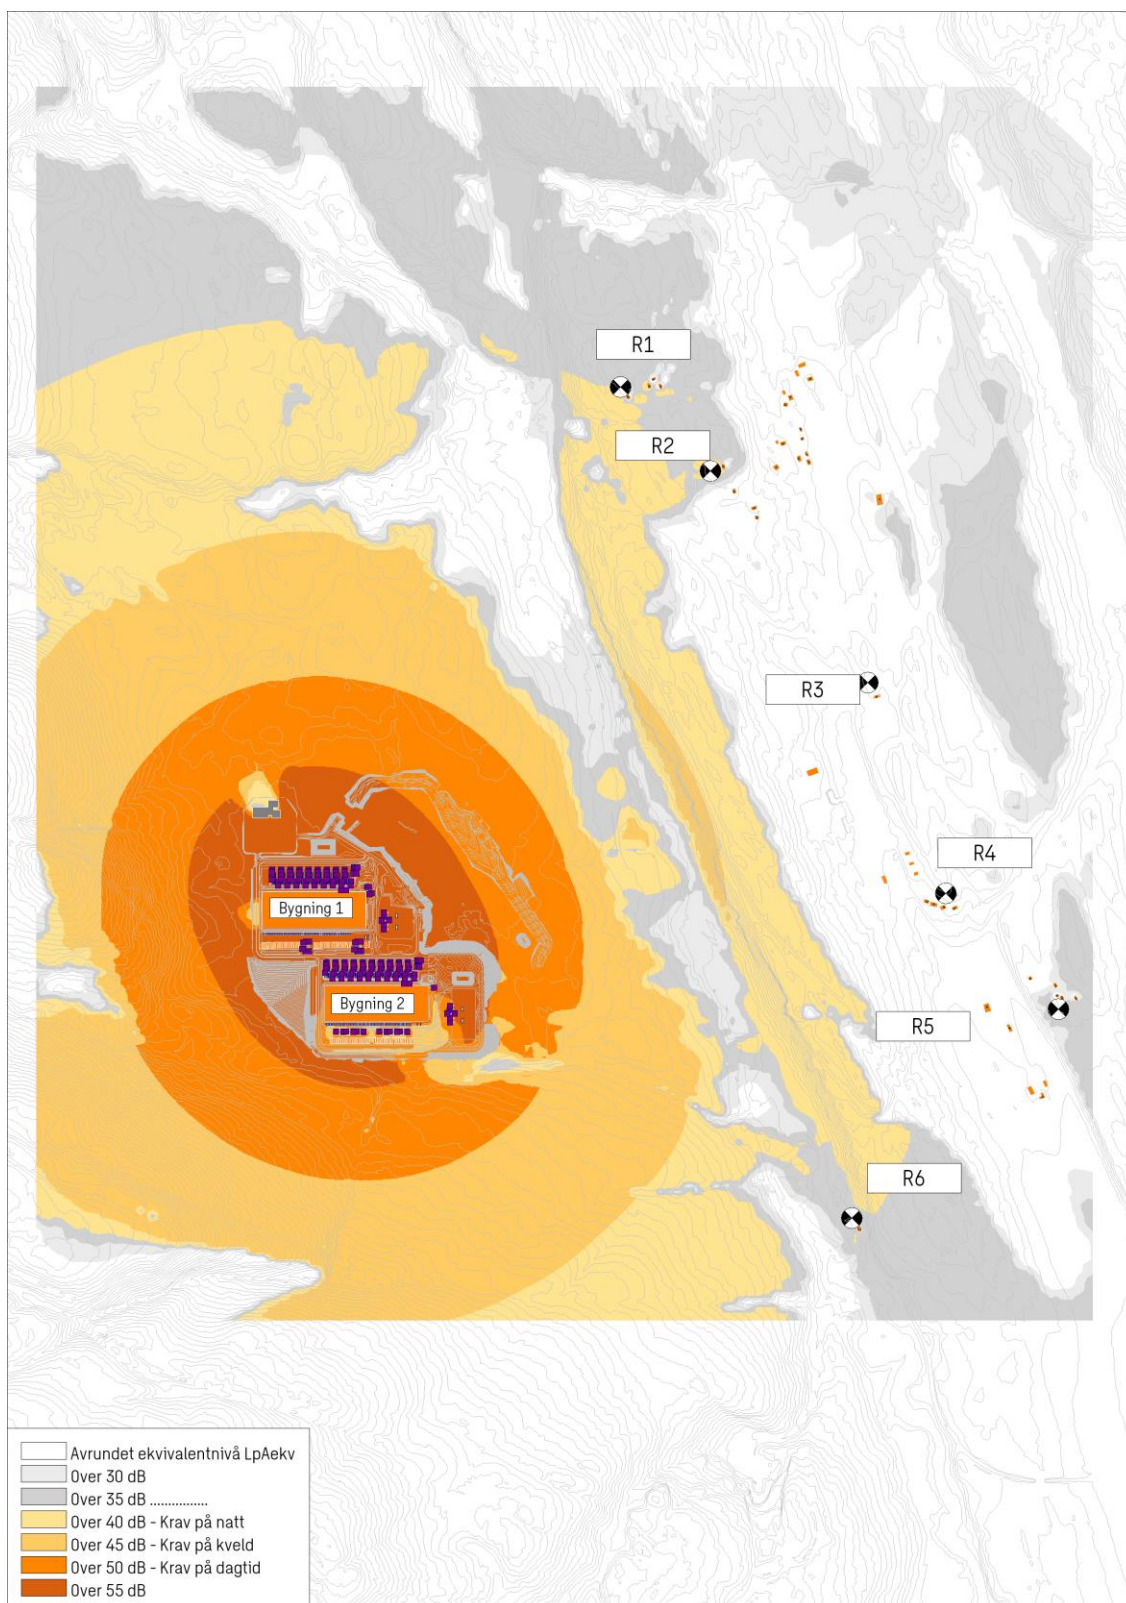 R1
R2
R3
R4
Bygning 1
Bygning 2
R5
R6
Avrundet ekvivalentnivå LpAekv
Over 30 dB
Over 35 dB ................
Over 40 dB - Krav på natt
Over 45 dB - Krav på kveld
Over 50 dB - Krav på dagtid
Over 55 dB